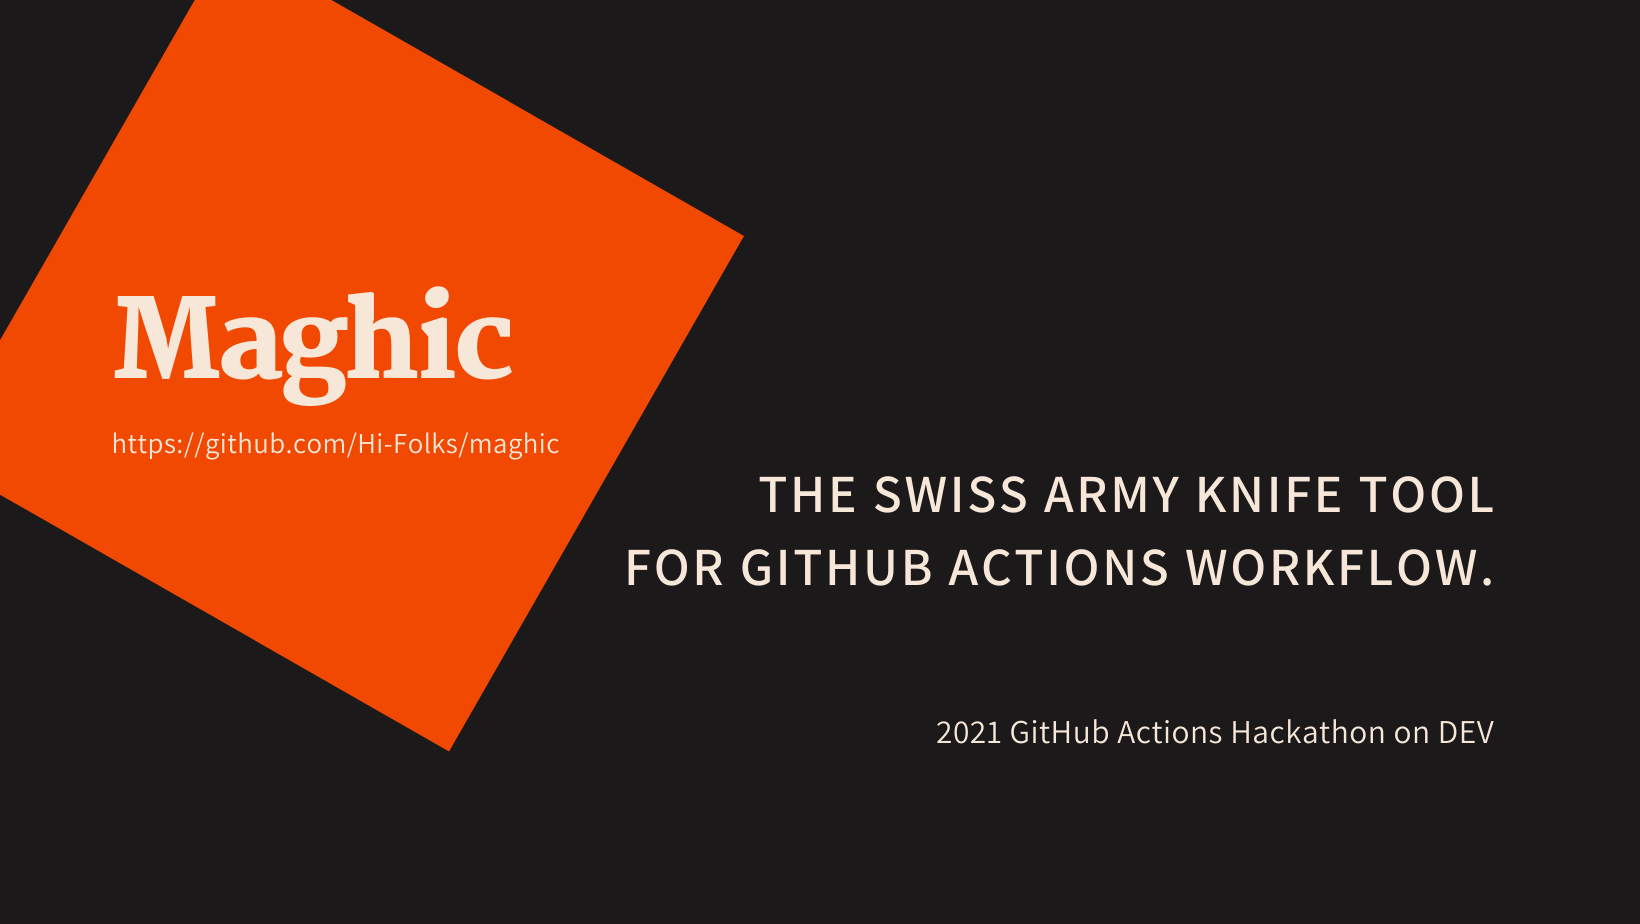 Maghic
https://github.com/Hi-Folks/maghic
THE SWISS ARMY KNIFE TOOL
FOR GITHUB ACTIONS WORKFLOW.
2021 GitHub Actions Hackathon on DEV